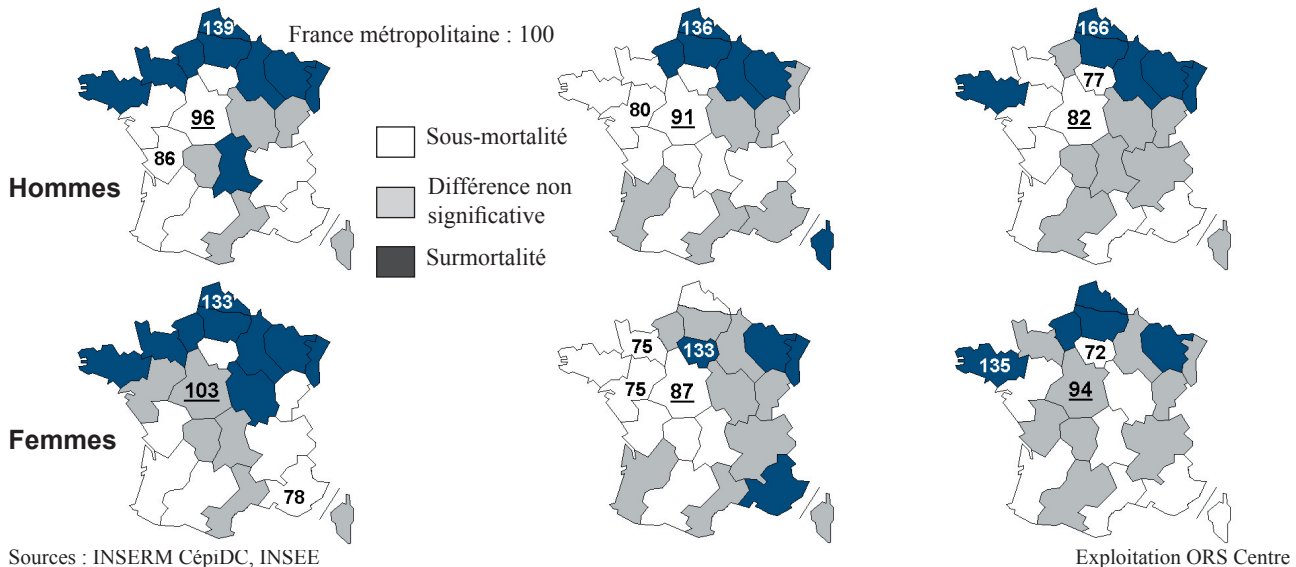 139
France métropolitaine : 100
136
166
77
96
80
91
82
86
Sous-mortalité
Différence non
significative
Surmortalité
Hommes
133
75
133
72
135
103
75
87
94
Femmes
78
Sources : INSERM CépiDC, INSEE
Exploitation ORS Centre